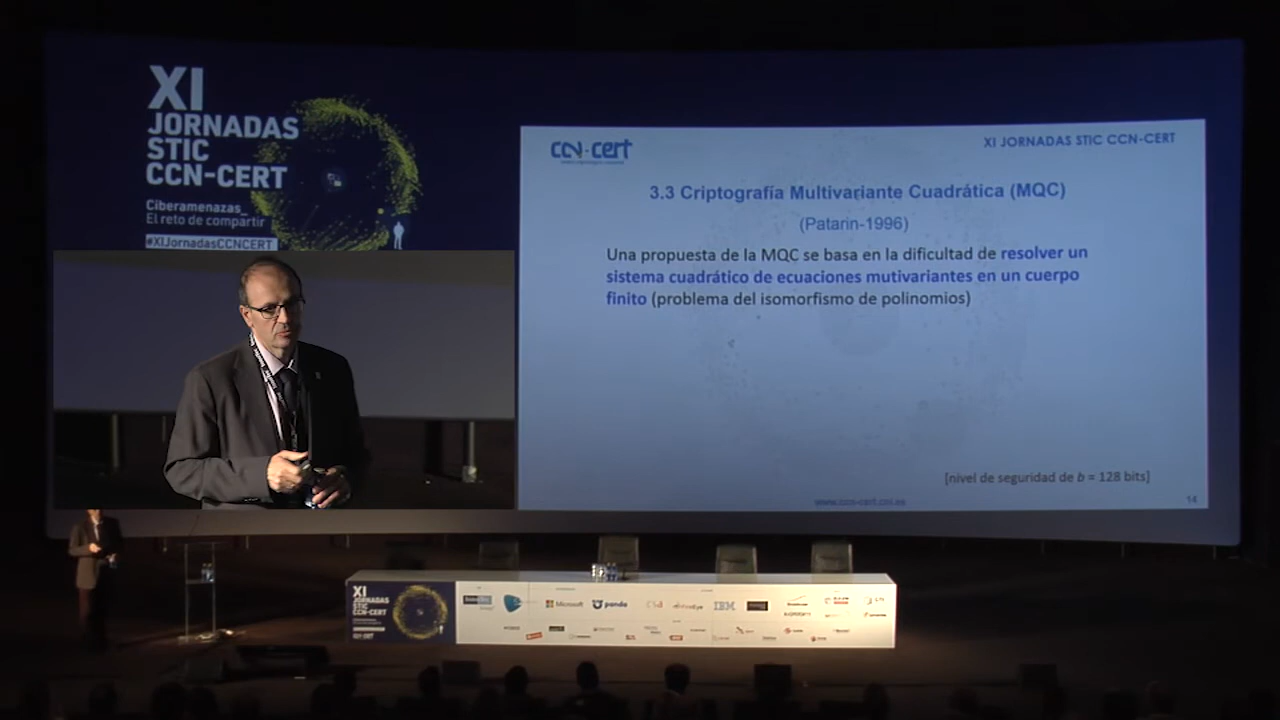 XI
JORNADAS
STIC
CCN-CERT
Ciberamenazas_
El reto de compartir
#XIJornadasCCNCERT
ccn-cert
XI JORNADAS STIC CCN-CERT
3.3 Criptografía Multivariante Cuadrática (MQC)
(Patarin-1996)
Una propuesta de la MQC se basa en la dificultad de resolver un
sistema cuadrático de ecuaciones mutivariantes en un cuerpo
finito (problema del isomorfismo de polinomios)
[nivel de seguridad de b = 128 bits]
www.ccn-cert.cni.es
14
XI
JORNADAS
STIC
CCN-CERT
Microsoft
panda
IBM